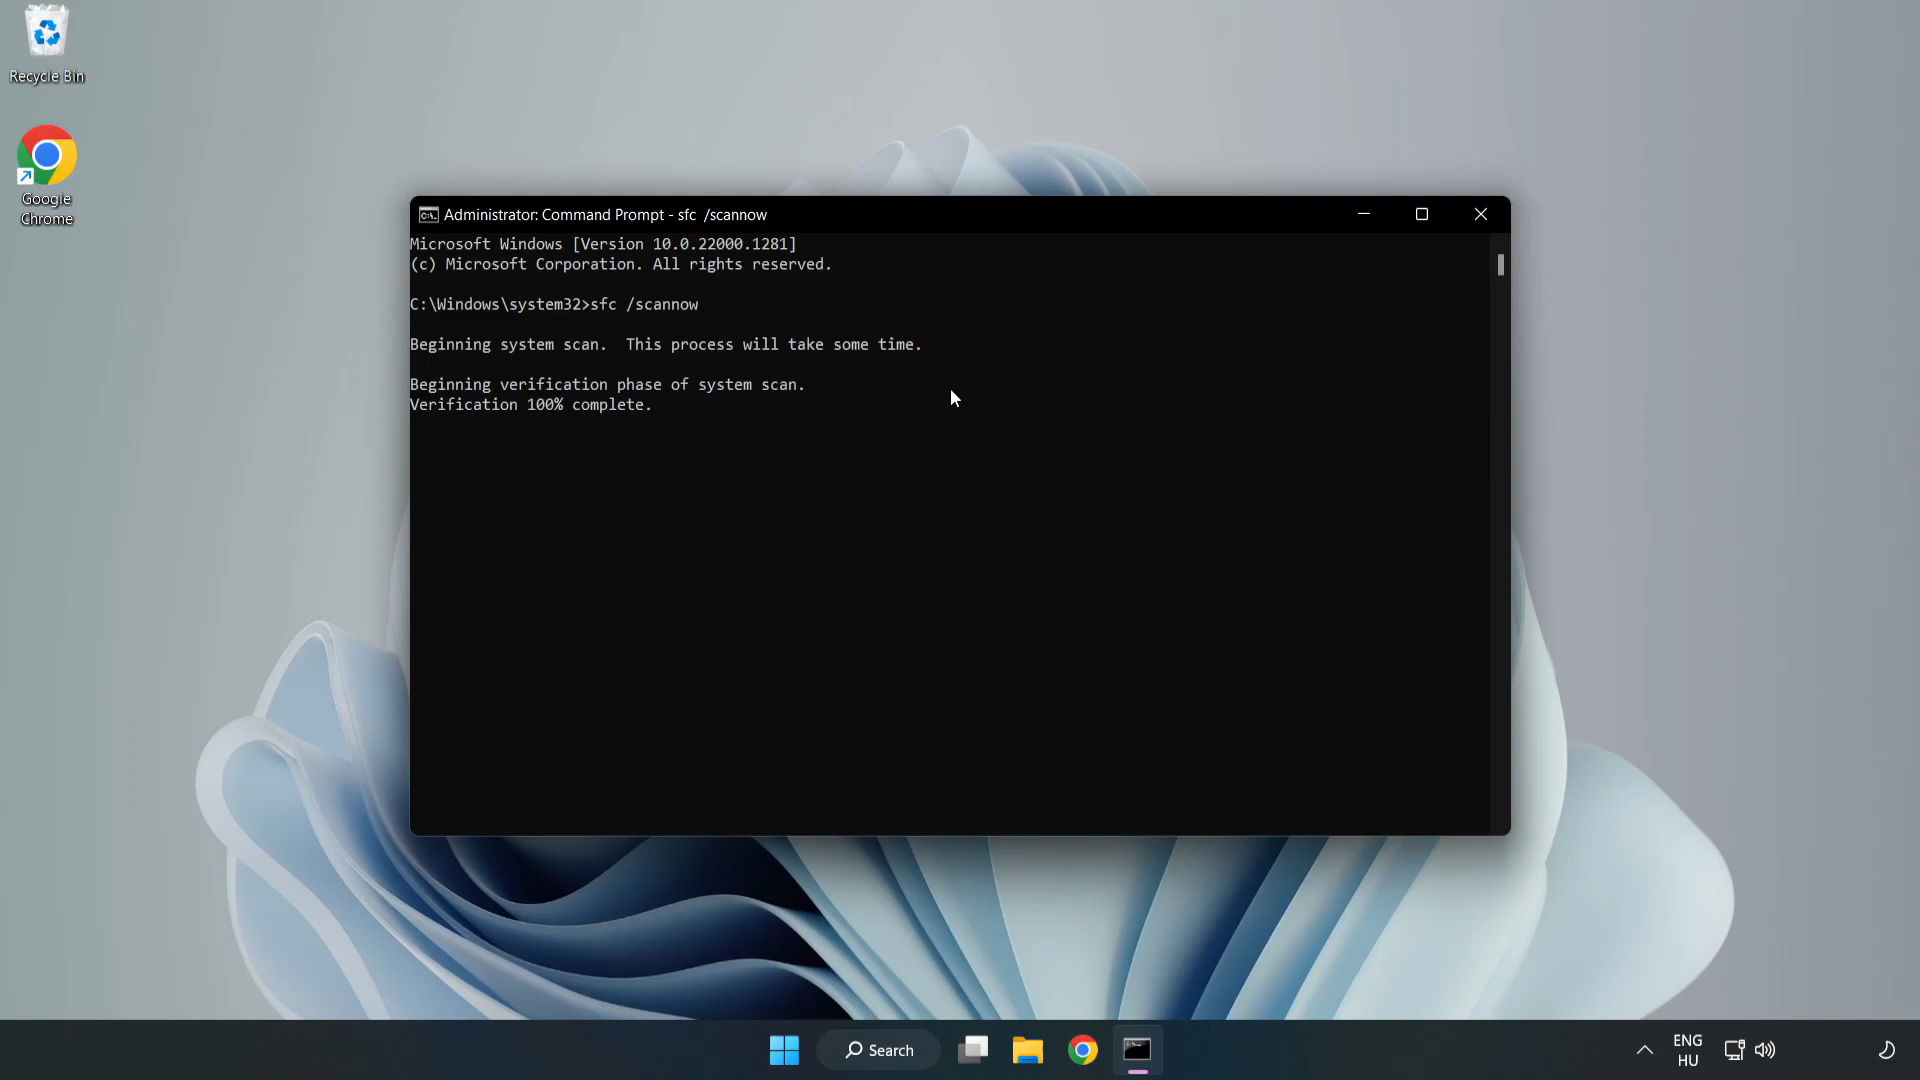 Recycle Bin
Google
Chrome
Administrator: Command Prompt - sfc  /scannow
Microsoft Windows [Version 10.0.22000.1281]
(c) Microsoft Corporation. All rights reserved.
C:\Windows\system32>sfc /scannow
Beginning system scan.  This process will take some time.
Beginning verification phase of system scan.
Verification 100% complete.
Search
ENG
HU